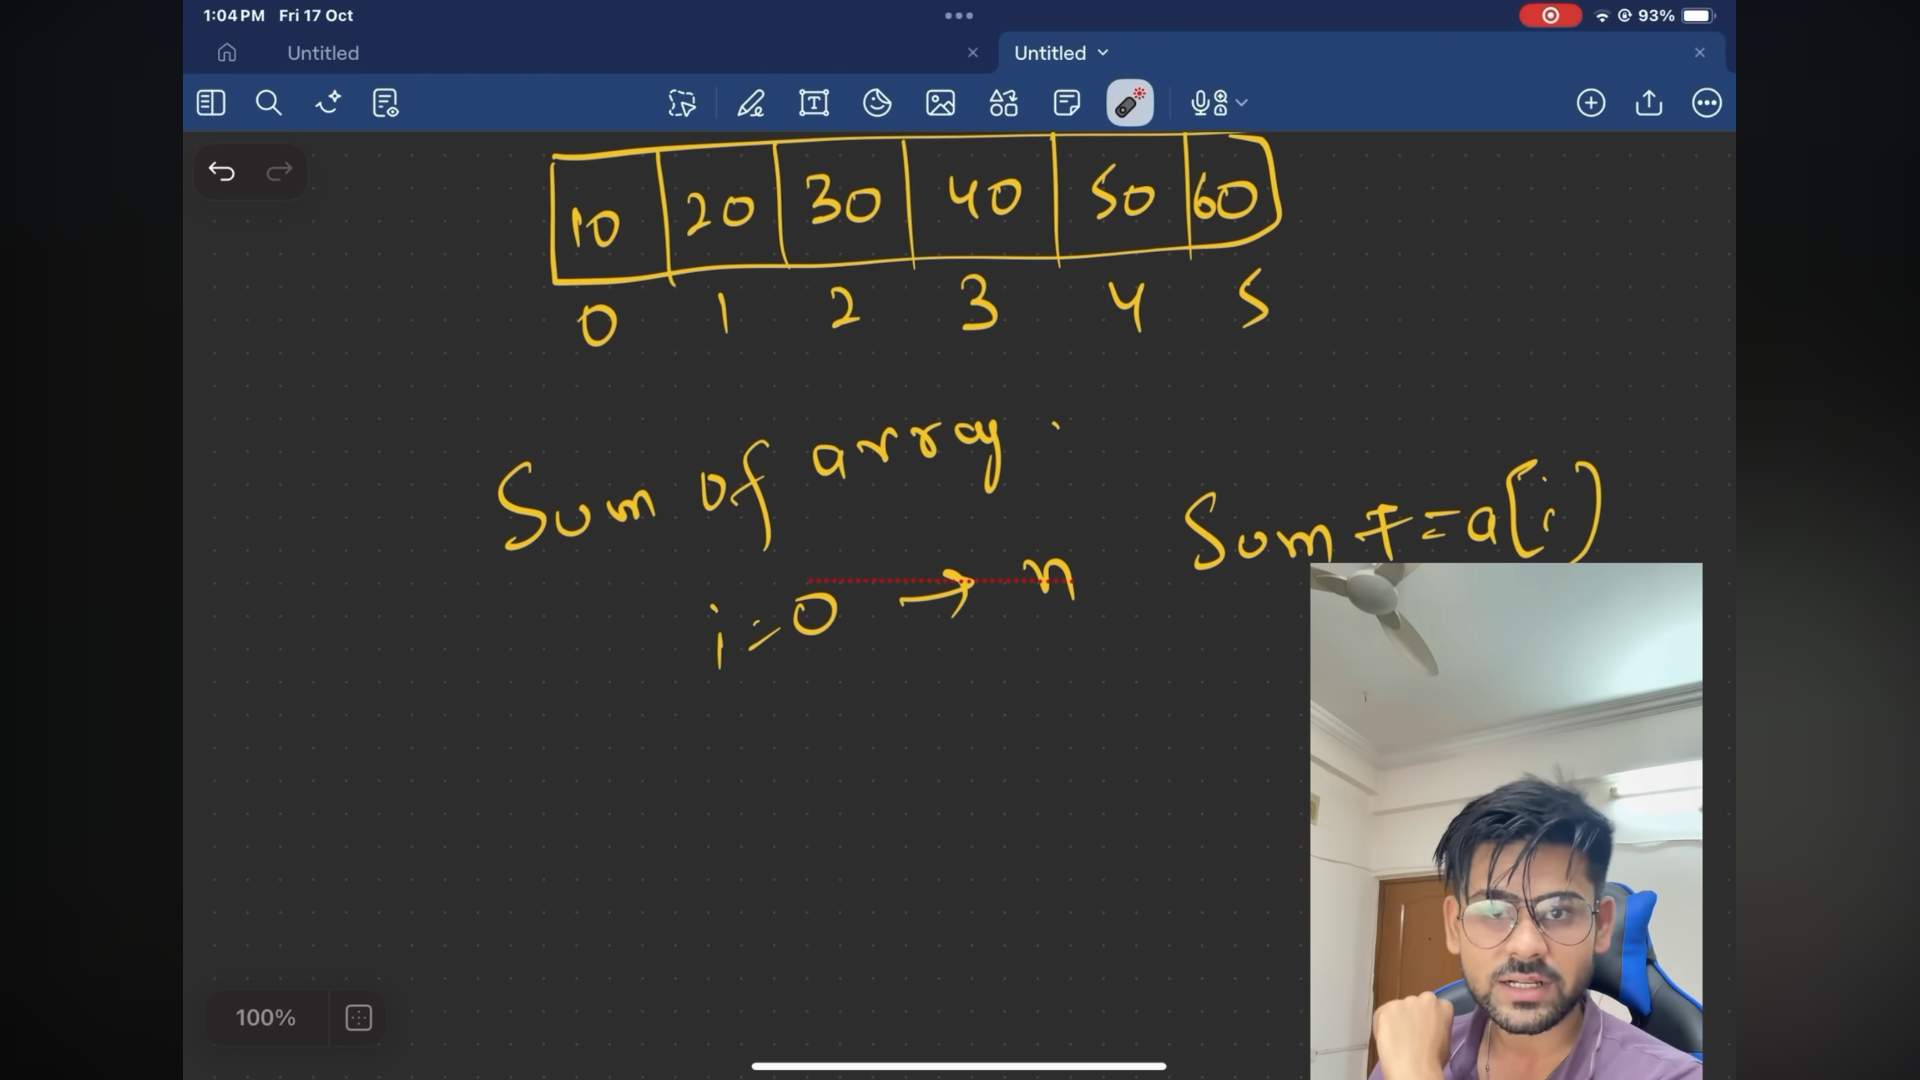 1:04 PM Fri 17 Oct
93%
Untitled
Untitled
10 20 30 40 50 60
0 1 2 3 4 5
Sum of array.
Sum += a[i]
i=0 → n
100%